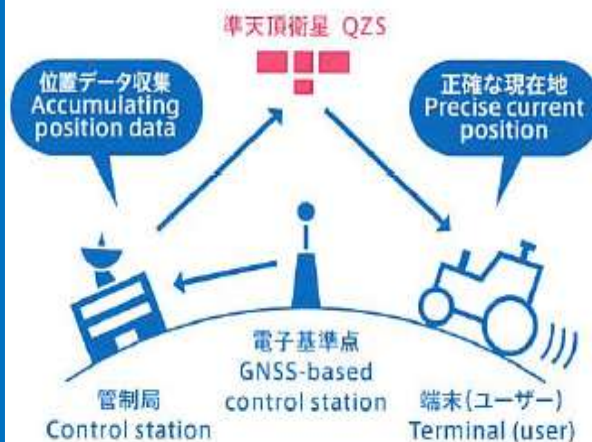 準天頂衛星 QZS
位置データ収集
Accumulating
position data
正確な現在地
Precise current
position
電子基準点
GNSS-based
control station
管制局
Control station
端末(ユーザー)
Terminal (user)